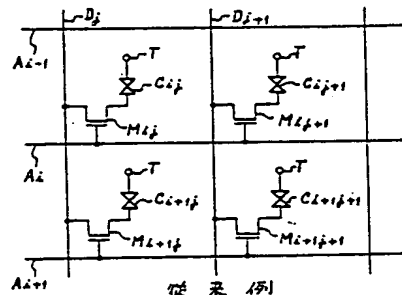 Dj Dj+1
Ai-1
T T
Cij Cij+1
Mij Mij+1
Ai
T T
Ci+1j Ci+1j+1
Mi+1j Mi+1j+1
Ai+1
従来例